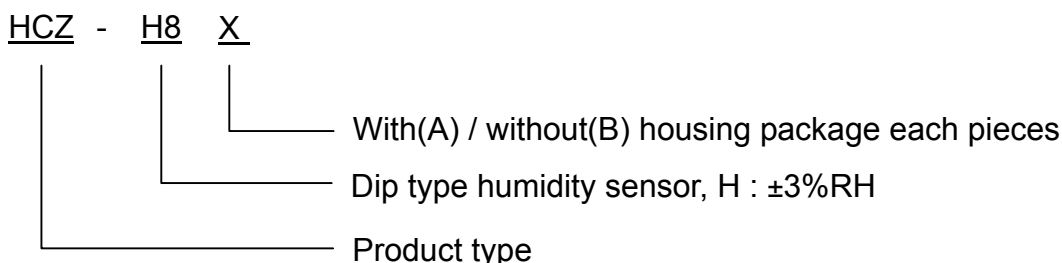 HCZ - H8 X
With(A) / without(B) housing package each pieces
Dip type humidity sensor, H : ±3%RH
Product type